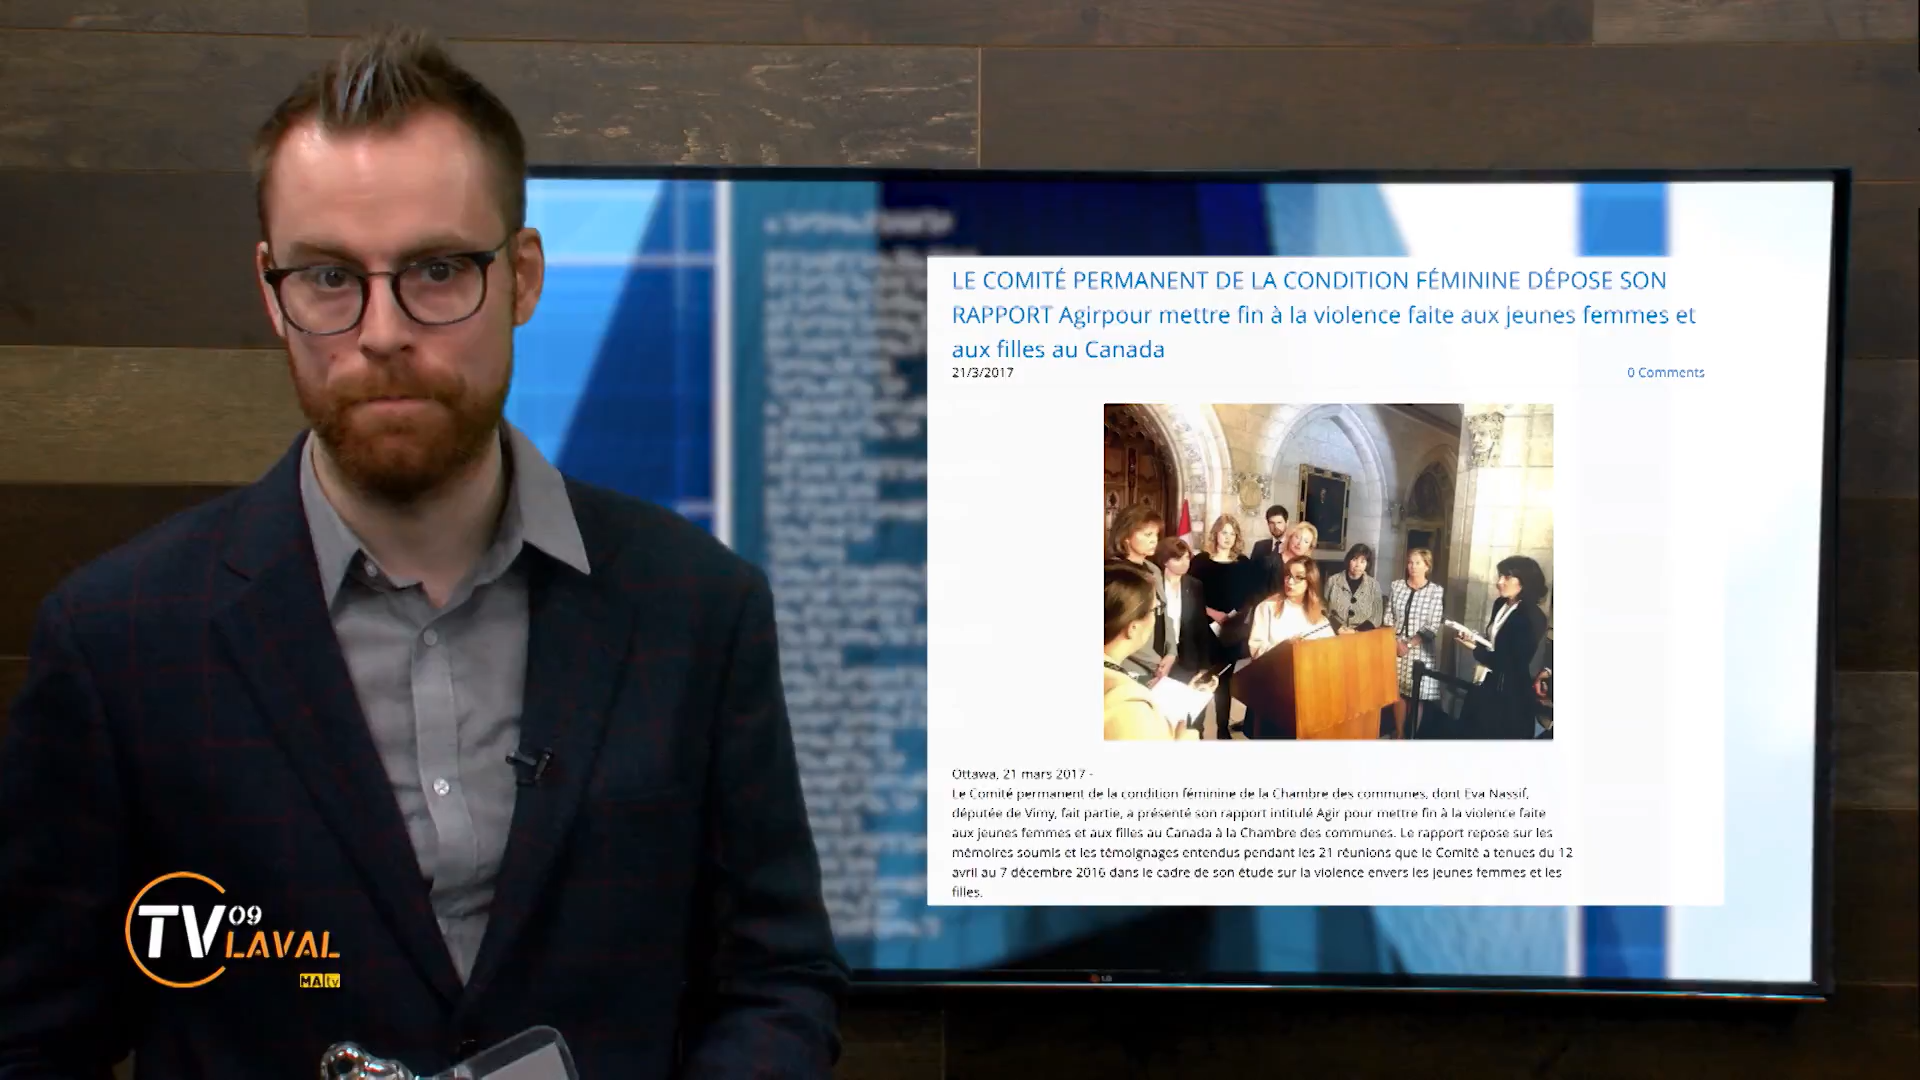 LE COMITÉ PERMANENT DE LA CONDITION FÉMININE DÉPOSE SON
RAPPORT Agirpour mettre fin à la violence faite aux jeunes femmes et
aux filles au Canada
21/3/2017
0 Comments
Ottawa, 21 mars 2017 -
Le Comité permanent de la condition féminine de la Chambre des communes, dont Eva Nassif,
députée de Vimy, fait partie, a présenté son rapport intitulé Agir pour mettre fin à la violence faite
aux jeunes femmes et aux filles au Canada à la Chambre des communes. Le rapport repose sur les
mémoires soumis et les témoignages entendus pendant les 21 réunions que le Comité a tenues du 12
avril au 7 décembre 2016 dans le cadre de son étude sur la violence envers les jeunes femmes et les
filles.
TV 09
LAVAL
MAtv
LG